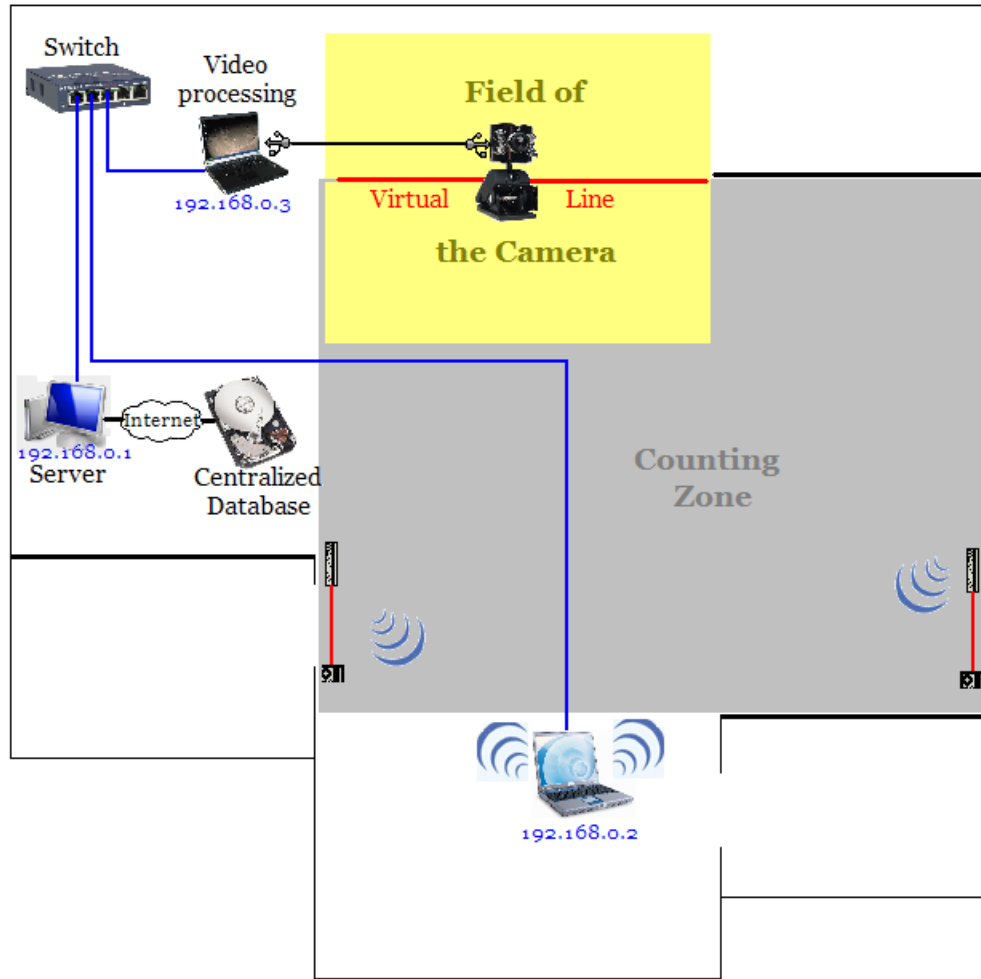 Switch
Video
processing
192.168.0.3
Field of
Virtual
Line
the Camera
Internet
192.168.0.1
Server
Centralized
Database
Counting
Zone
192.168.0.2